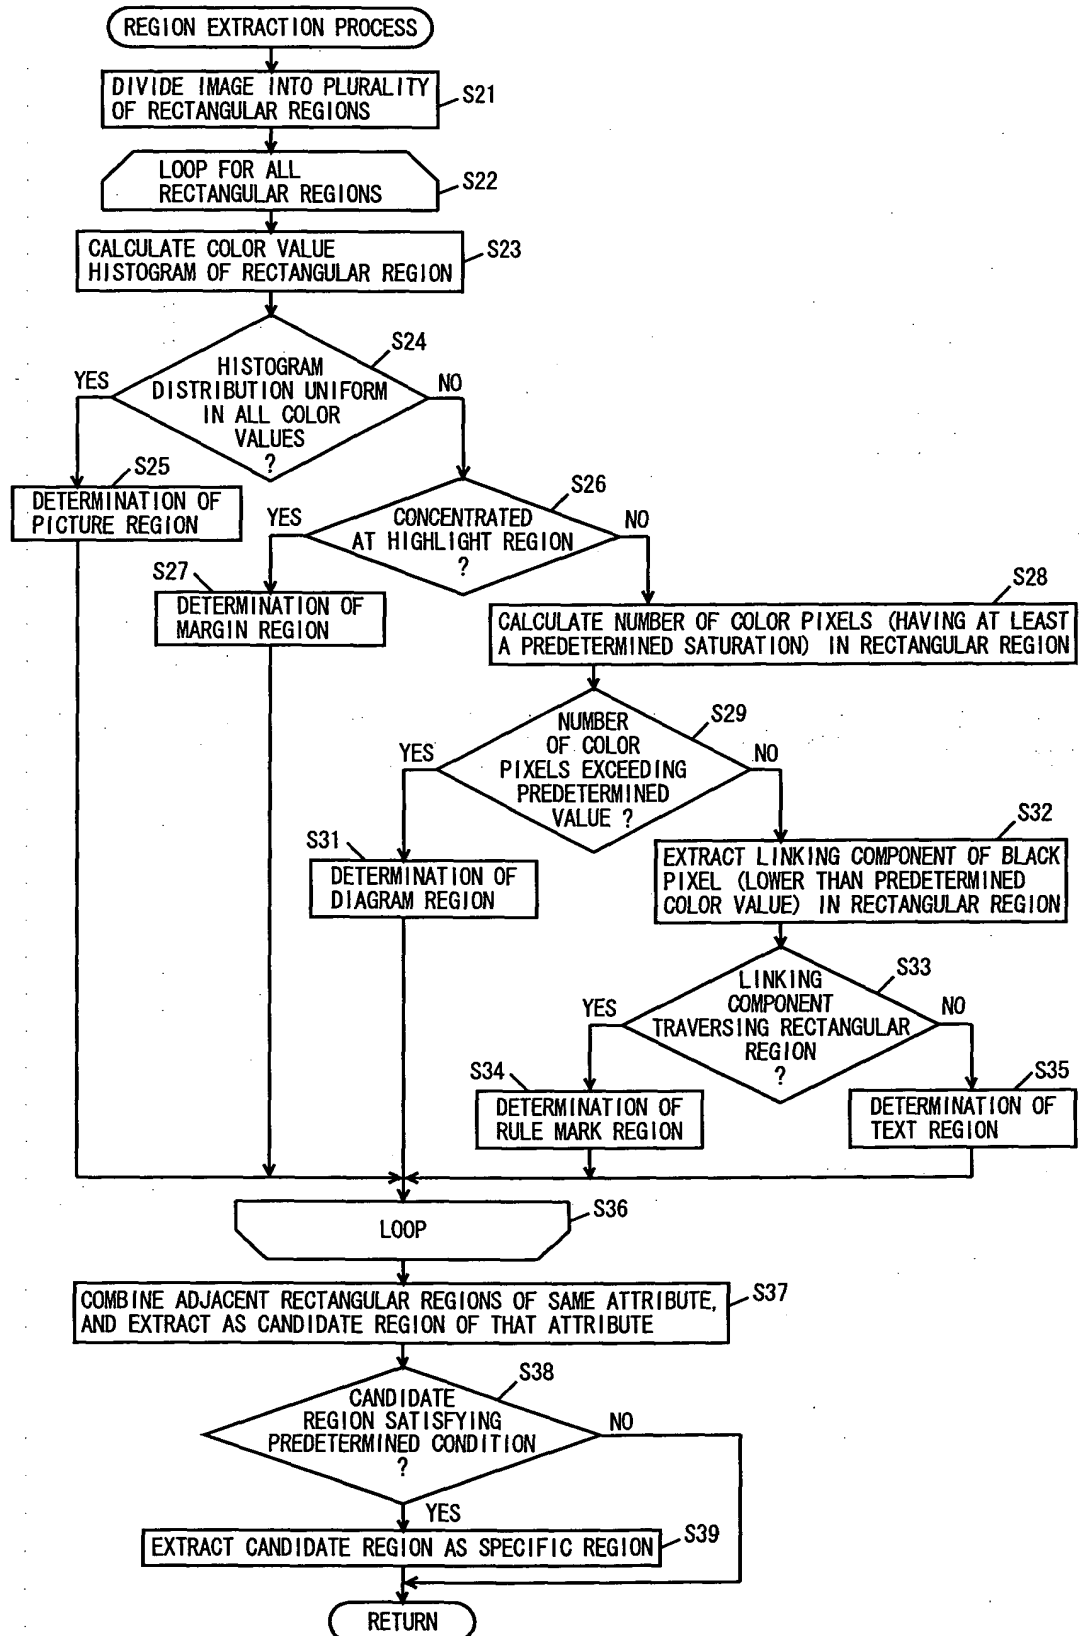 REGION EXTRACTION PROCESS
DIVIDE IMAGE INTO PLURALITY
OF RECTANGULAR REGIONS
S21
LOOP FOR ALL
RECTANGULAR REGIONS
S22
CALCULATE COLOR VALUE
HISTOGRAM OF RECTANGULAR REGION
S23
S24
HISTOGRAM
DISTRIBUTION UNIFORM
IN ALL COLOR
VALUES
?
YES
NO
S25
DETERMINATION OF
PICTURE REGION
S26
CONCENTRATED
AT HIGHLIGHT REGION
?
YES
NO
S27
DETERMINATION OF
MARGIN REGION
S28
CALCULATE NUMBER OF COLOR PIXELS (HAVING AT LEAST
A PREDETERMINED SATURATION) IN RECTANGULAR REGION
S29
NUMBER
OF COLOR
PIXELS EXCEEDING
PREDETERMINED
VALUE ?
YES
NO
S31
DETERMINATION OF
DIAGRAM REGION
S32
EXTRACT LINKING COMPONENT OF BLACK
PIXEL (LOWER THAN PREDETERMINED
COLOR VALUE) IN RECTANGULAR REGION
S33
LINKING
COMPONENT
TRAVERSING RECTANGULAR
REGION
?
YES
NO
S34
DETERMINATION OF
RULE MARK REGION
S35
DETERMINATION OF
TEXT REGION
LOOP
S36
COMBINE ADJACENT RECTANGULAR REGIONS OF SAME ATTRIBUTE,
AND EXTRACT AS CANDIDATE REGION OF THAT ATTRIBUTE
S37
S38
CANDIDATE
REGION SATISFYING
PREDETERMINED CONDITION
?
NO
YES
EXTRACT CANDIDATE REGION AS SPECIFIC REGION
S39
RETURN